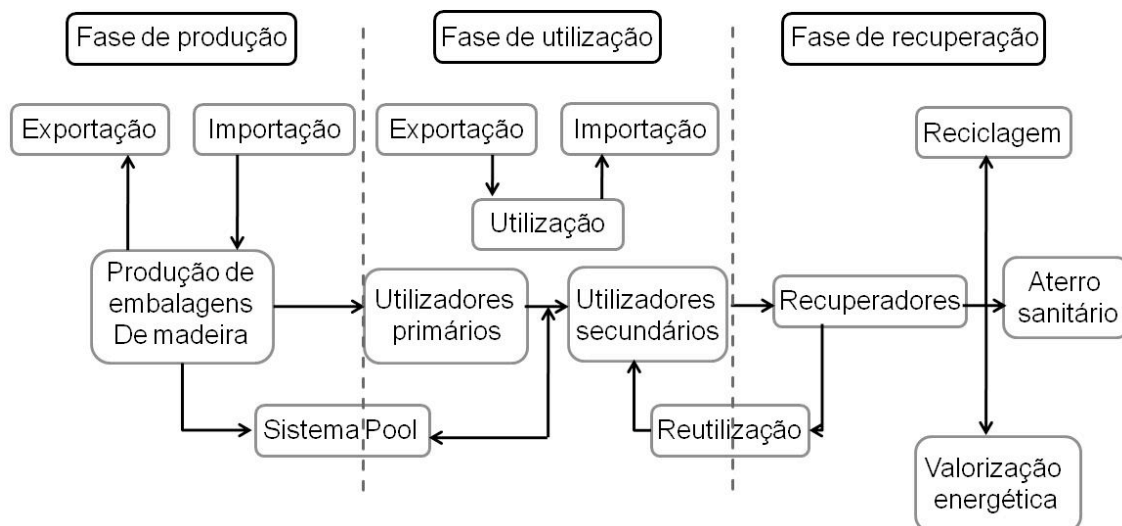 Fase de produção
Fase de utilização
Fase de recuperação
Exportação
Importação
Exportação
Importação
Reciclagem
Utilização
Produção de
embalagens
De madeira
Utilizadores
primários
Utilizadores
secundários
Recuperadores
Aterro
sanitário
Sistema Pool
Reutilização
Valorização
energética